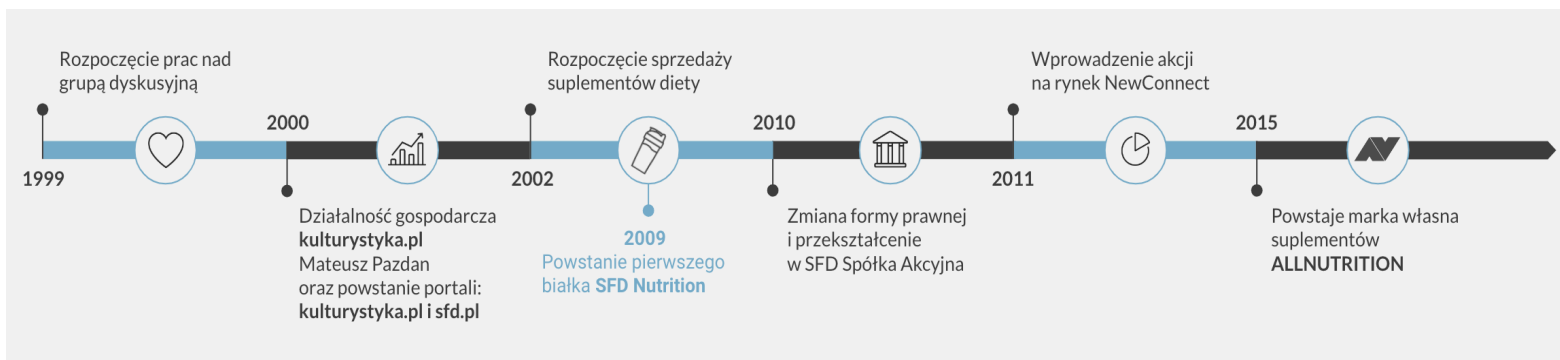 1999
Rozpoczęcie prac nad
grupą dyskusyjną
2000
Działalność gospodarcza
kulturystyka.pl
Mateusz Pazdan
oraz powstanie portali:
kulturystyka.pl i sfd.pl
2002
Rozpoczęcie sprzedaży
suplementów diety
2009
Powstanie pierwszego
białka SFD Nutrition
2010
Zmiana formy prawnej
i przekształcenie
w SFD Spółka Akcyjna
2011
Wprowadzenie akcji
na rynek NewConnect
2015
Powstaje marka własna
suplementów
ALLNUTRITION